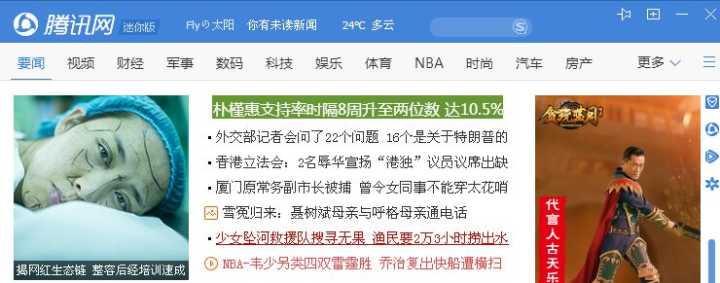 腾讯网 迷你版 Flyの太阳 你有未读新闻 24℃ 多云
要闻 视频 财经 军事 数码 科技 娱乐 体育 NBA 时尚 汽车 房产 更多
朴槿惠支持率时隔8周升至两位数 达10.5%
外交部记者会问了22个问题 16个是关于特朗普的
香港立法会：2名辱华宣扬“港独”议员议席出缺
厦门原常务副市长被捕 曾令女同事不能穿太花哨
雪冤归来：聂树斌母亲与呼格母亲通电话
少女坠河救援队搜寻无果 渔民要2万3小时捞出水
NBA-韦少另类四双雷霆胜 乔治复出快船遭横扫
揭网红生态链 整容后经培训速成
代言人古天乐